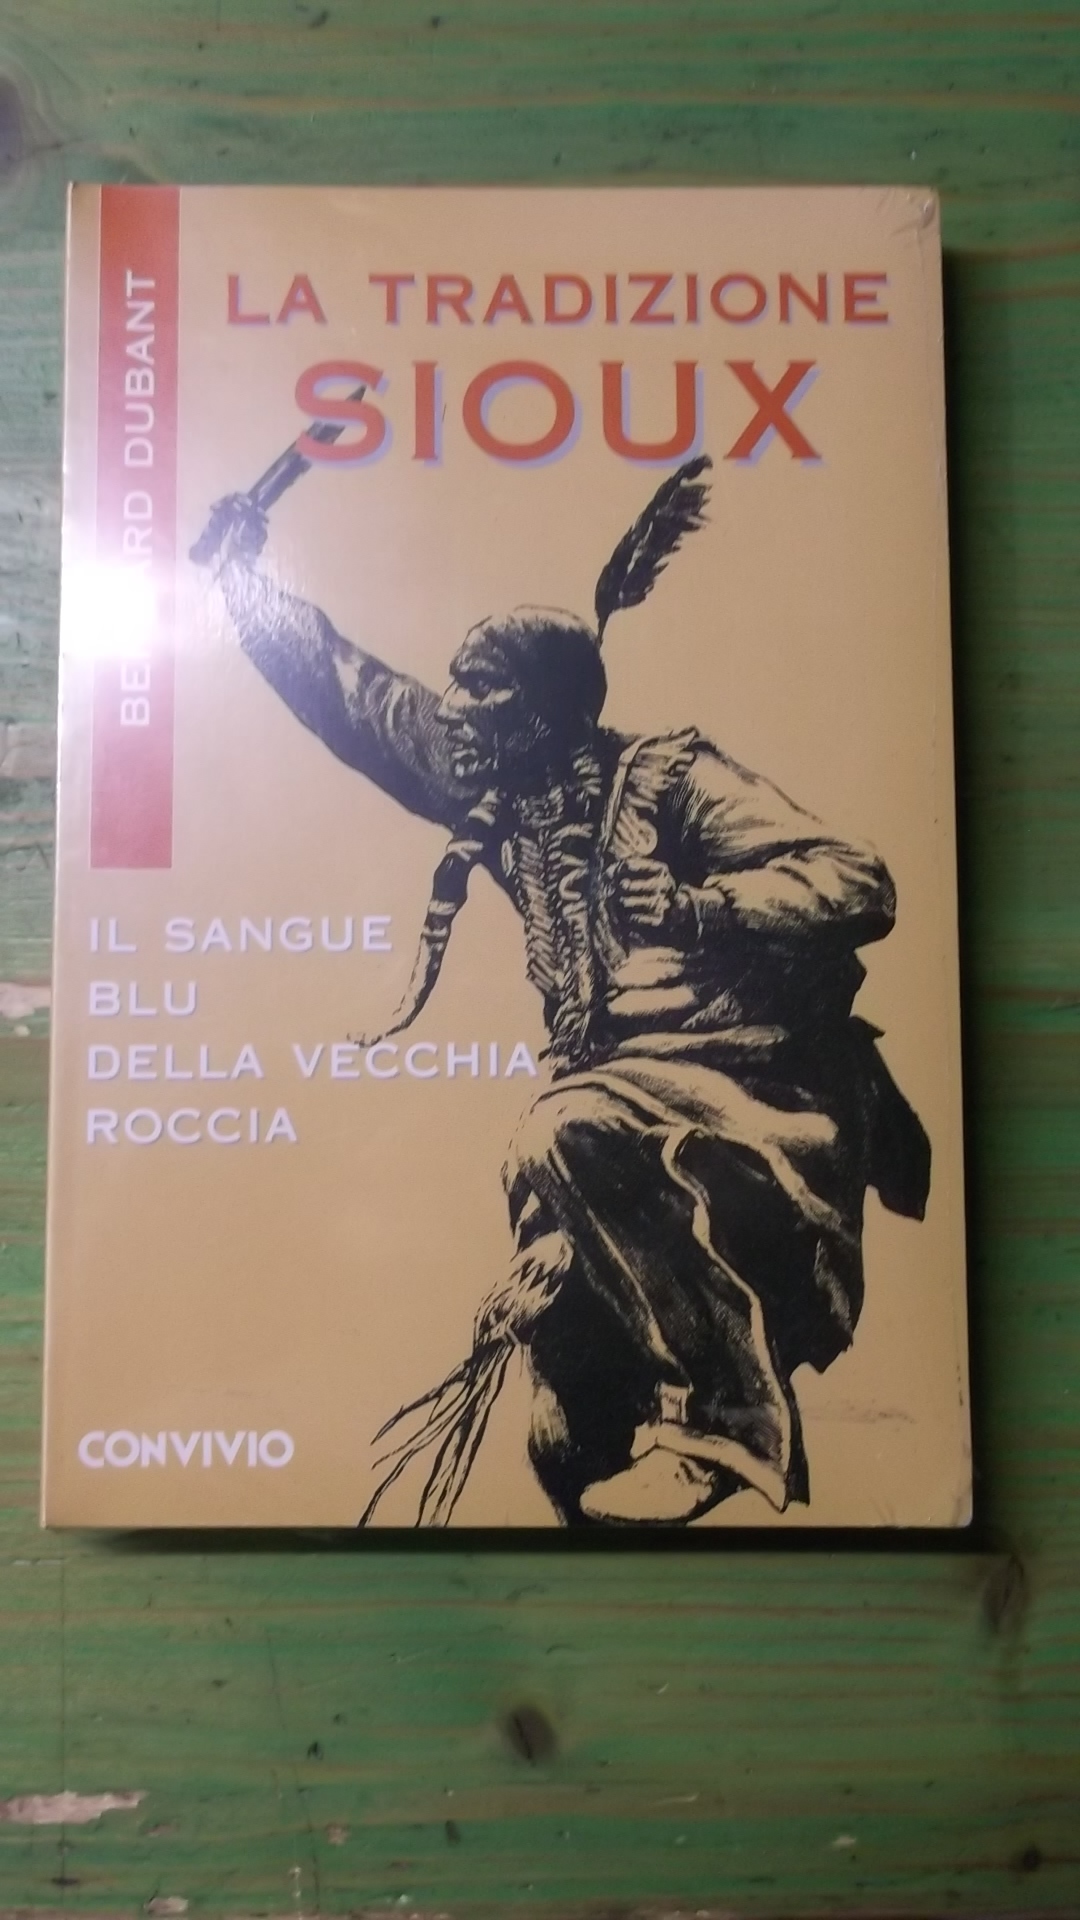 LA TRADIZIONE
SIOUX
DUBANT
IL SANGUE
BLU
DELLA VECCHIA
ROCCIA
CONVIVIO